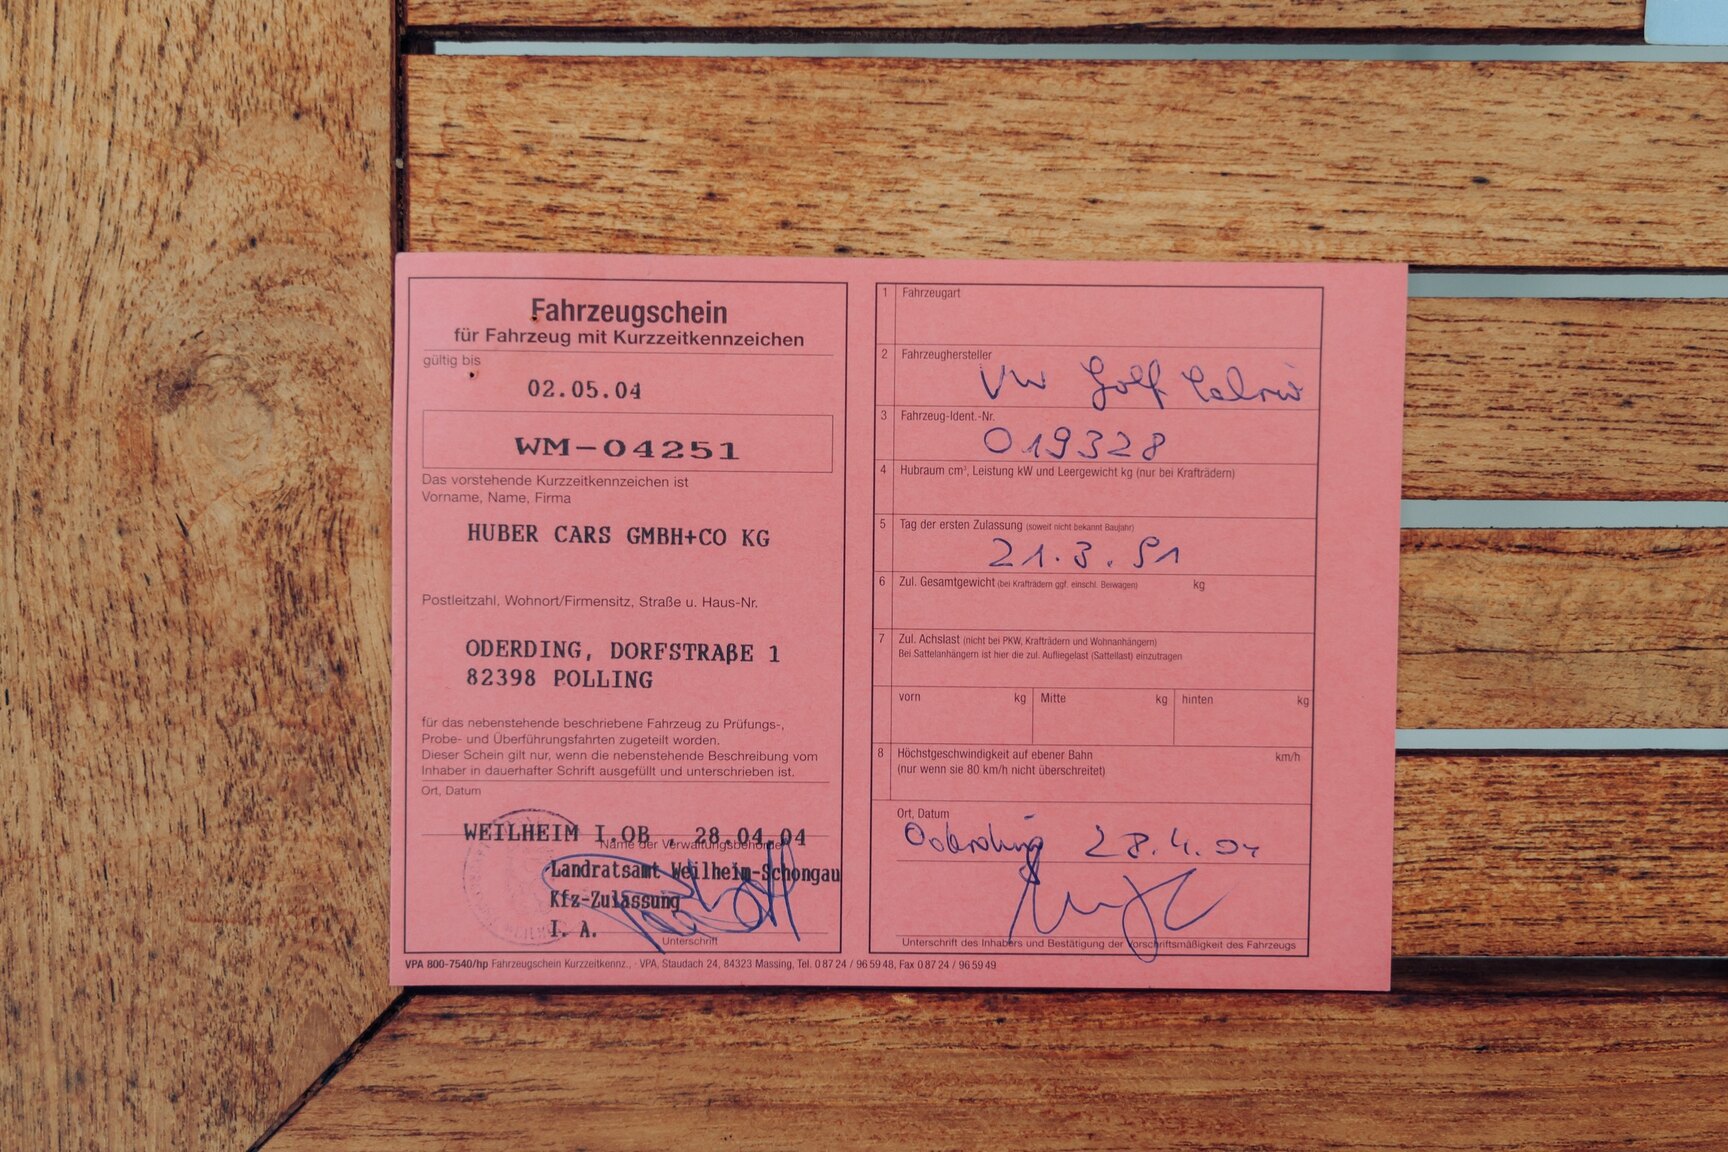 Fahrzeugschein
für Fahrzeug mit Kurzzeitkennzeichen
gültig bis
02.05.04
WM-04251
Das vorstehende Kurzzeitkennzeichen ist
Vorname, Name, Firma
HUBER CARS GMBH+CO KG
Postleitzahl, Wohnort/Firmensitz, Straße u. Haus-Nr.
ODERDING, DORFSTRAßE 1
82398 POLLING
für das nebenstehende beschriebene Fahrzeug zu Prüfungs-,
Probe- und Überführungsfahrten zugeteilt worden.
Dieser Schein gilt nur, wenn die nebenstehende Beschreibung vom
Inhaber in dauerhafter Schrift ausgefüllt und unterschrieben ist.
Ort, Datum
WEILHEIM I.OB , 28.04.04
Name der Verwaltungsbehörde
Landratsamt Weilheim-Schongau
Kfz-Zulassung
I. A.
Unterschrift
VPA 800-7540/hp Fahrzeugschein Kurzzeitkennz., · VPA, Staudach 24, 84323 Massing, Tel. 0 87 24 / 96 59 48, Fax 0 87 24 / 96 59 49
1 Fahrzeugart
2 Fahrzeughersteller
VW Golf Cabrio
3 Fahrzeug-Ident.-Nr.
019328
4 Hubraum cm³, Leistung kW und Leergewicht kg (nur bei Krafträdern)
5 Tag der ersten Zulassung (soweit nicht bekannt Baujahr)
21.3.91
6 Zul. Gesamtgewicht (bei Krafträdern ggf. einschl. Beiwagen) kg
7 Zul. Achslast (nicht bei PKW, Krafträdern und Wohnanhängern)
Bei Sattelanhängern ist hier die zul. Aufliegelast (Sattellast) einzutragen
vorn kg Mitte kg hinten kg
8 Höchstgeschwindigkeit auf ebener Bahn km/h
(nur wenn sie 80 km/h nicht überschreitet)
Ort, Datum
Oderding 28.4.04
Unterschrift des Inhabers und Bestätigung der Vorschriftsmäßigkeit des Fahrzeugs